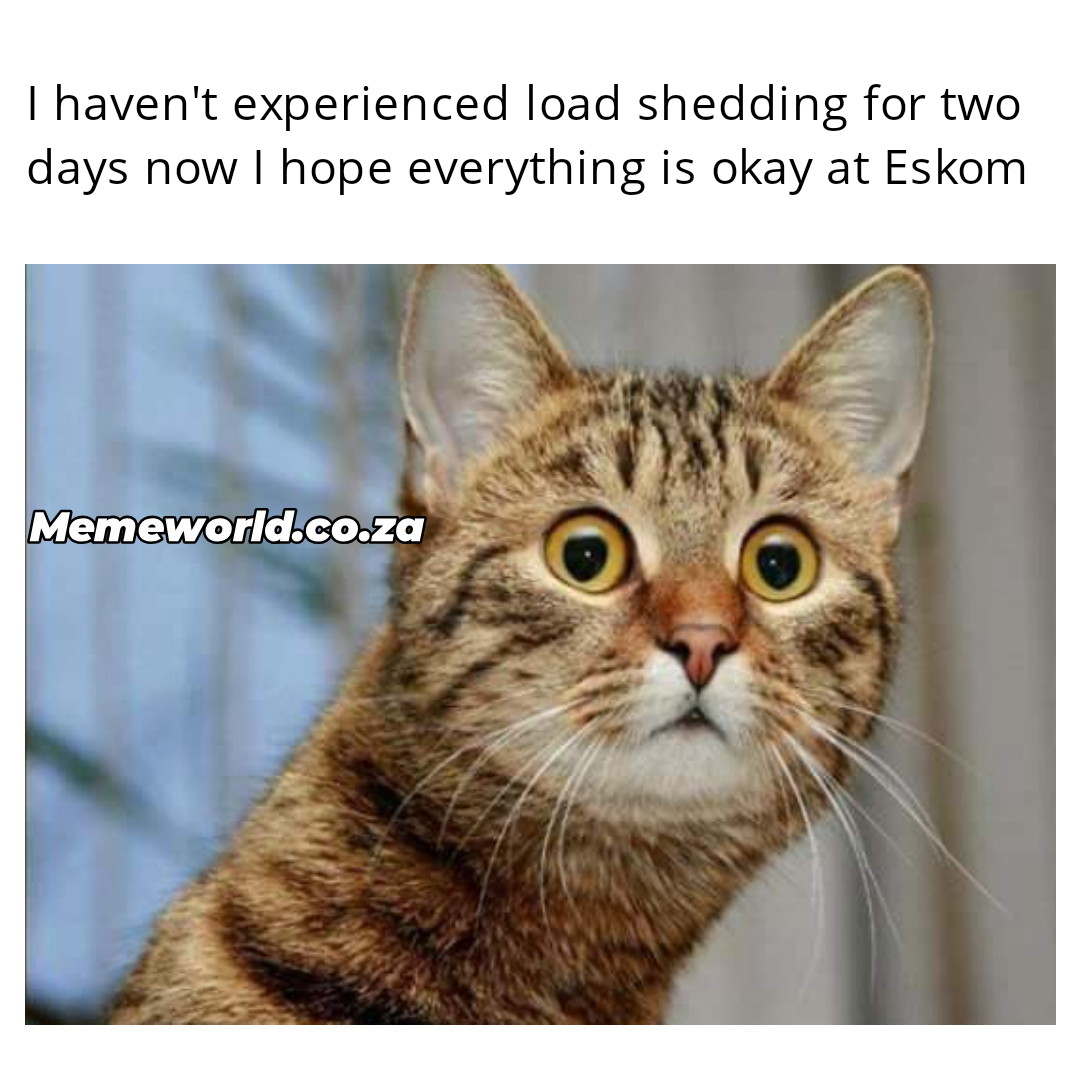 I haven't experienced load shedding for two
days now I hope everything is okay at Eskom
Memeworld.co.za